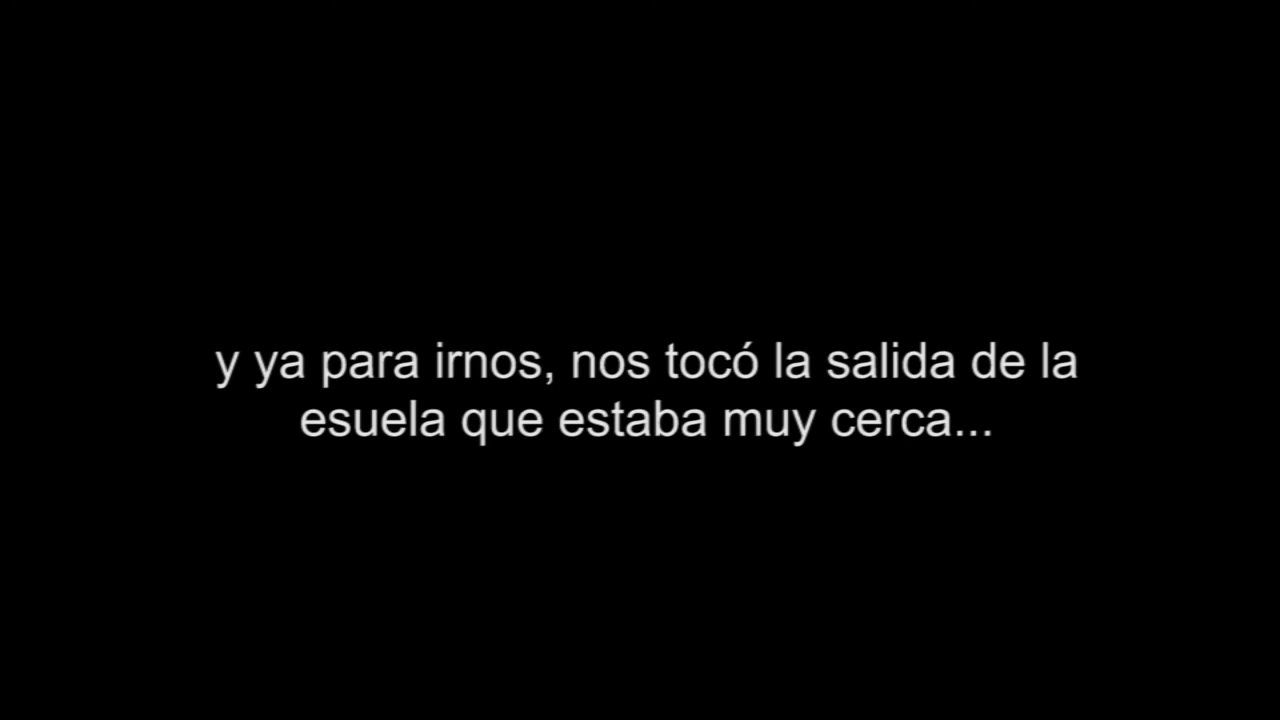 y ya para irnos, nos tocó la salida de la
esuela que estaba muy cerca...